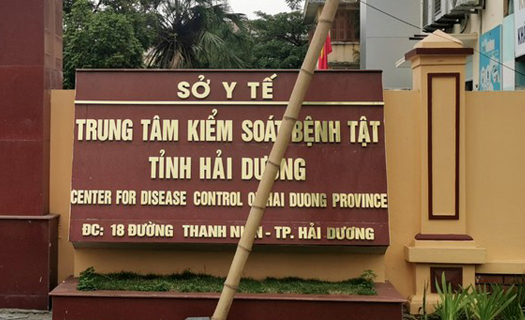 SỞ Y TẾ
TRUNG TÂM KIỂM SOÁT BỆNH TẬT
TỈNH HẢI DƯƠNG
CENTER FOR DISEASE CONTROL OF HAI DUONG PROVINCE
ĐC: 18 ĐƯỜNG THANH NIÊN - TP. HẢI DƯƠNG